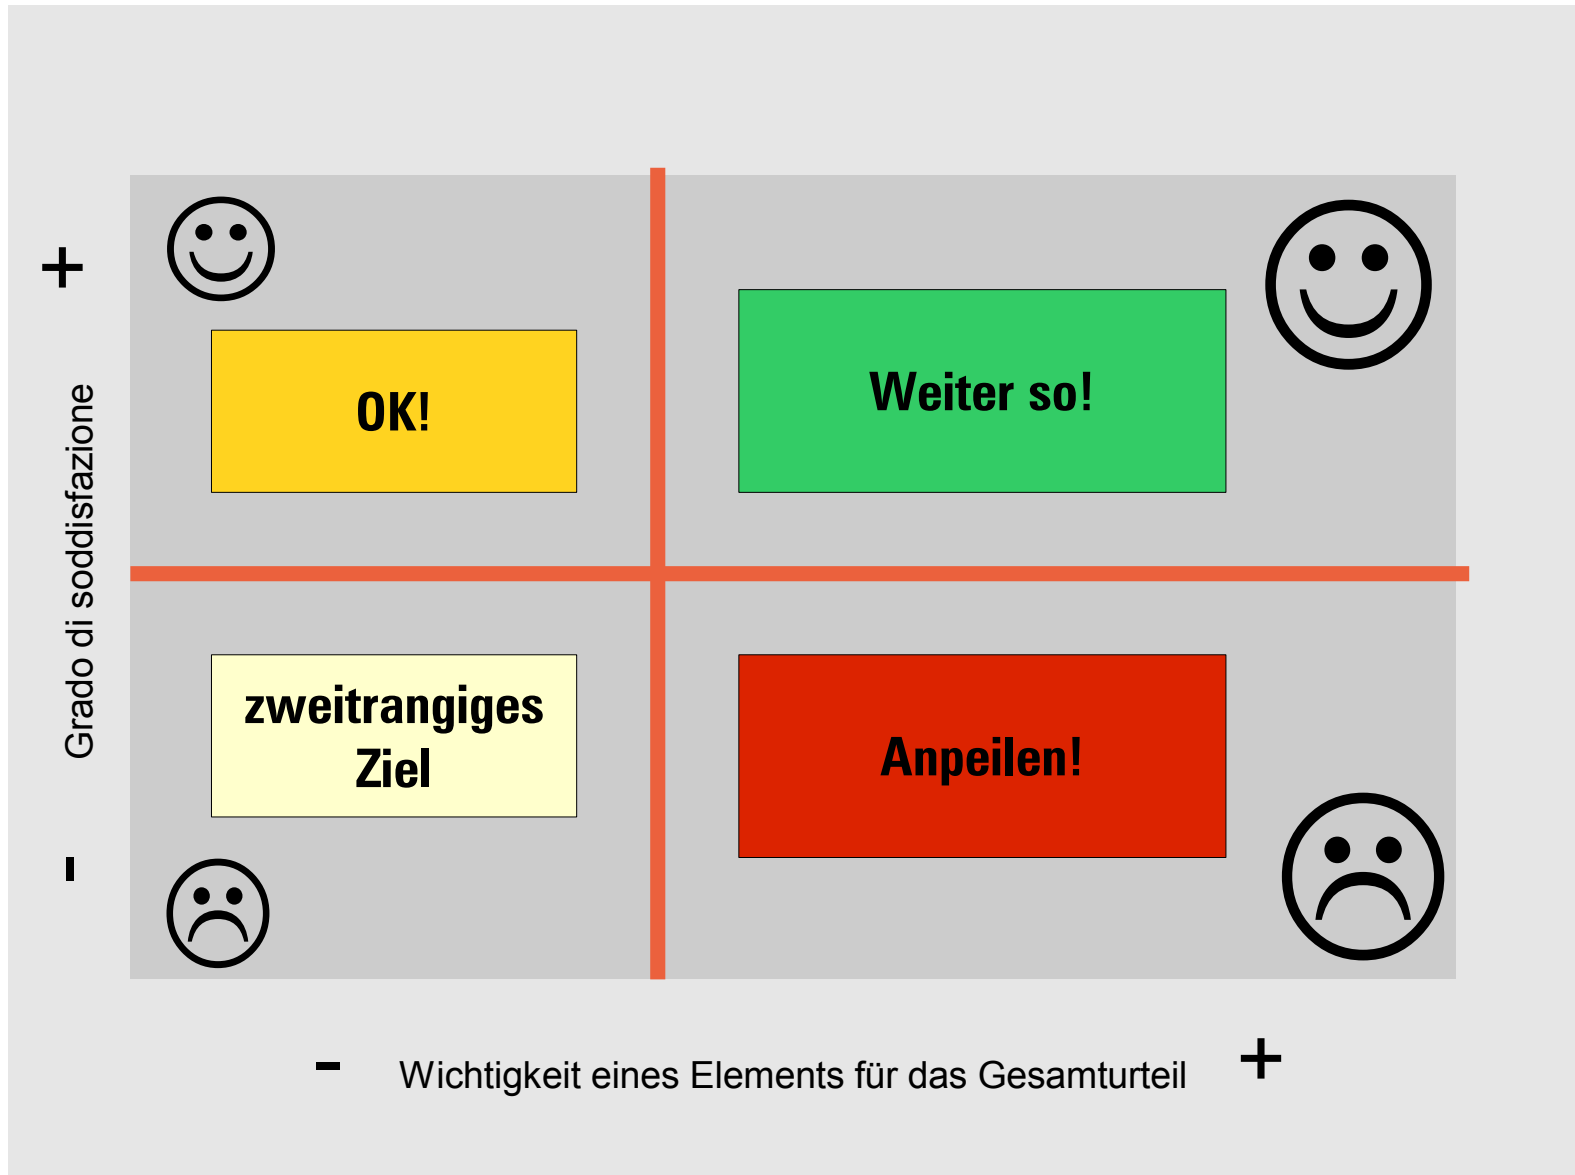 +
OK!
Weiter so!
Grado di soddisfazione
zweitrangiges
Ziel
Anpeilen!
-
- Wichtigkeit eines Elements für das Gesamturteil +